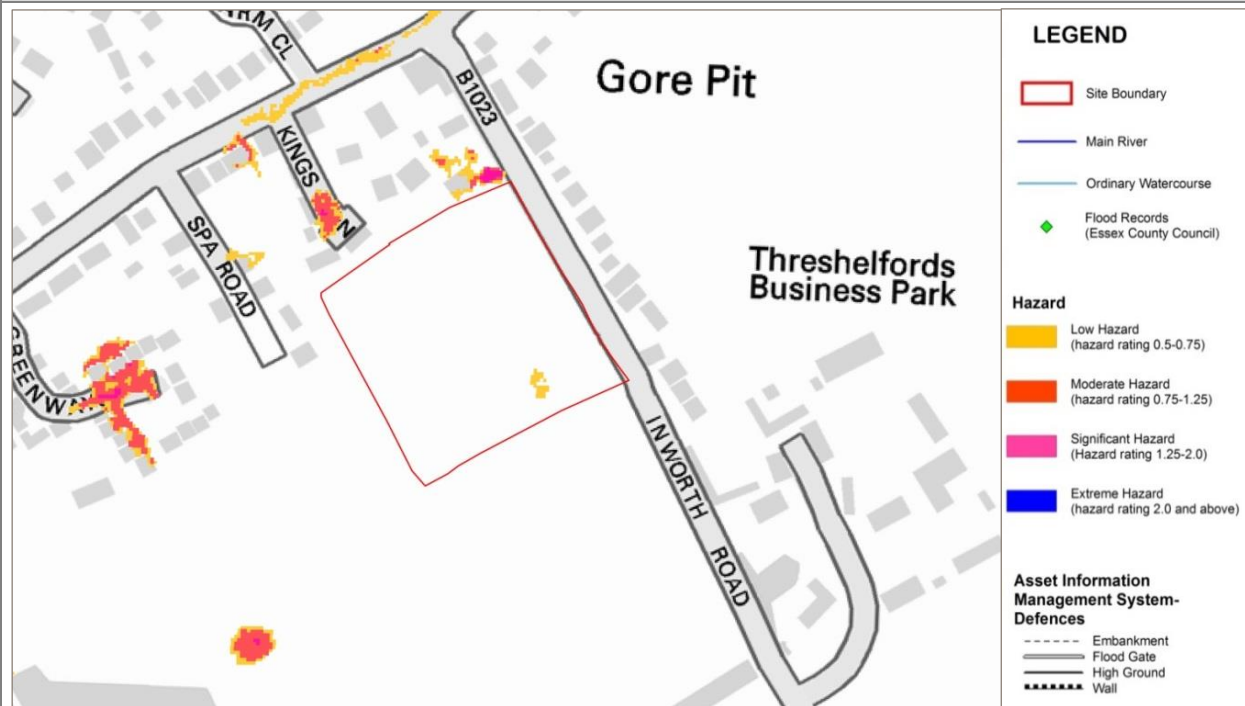 Gore Pit
B1023
KINGS
SPA ROAD
Threshelfords
Business Park
INWORTH ROAD
LEGEND
Site Boundary
Main River
Ordinary Watercourse
Flood Records
(Essex County Council)
Hazard
Low Hazard
(hazard rating 0.5-0.75)
Moderate Hazard
(hazard rating 0.75-1.25)
Significant Hazard
(Hazard rating 1.25-2.0)
Extreme Hazard
(hazard rating 2.0 and above)
Asset Information
Management System-
Defences
Embankment
Flood Gate
High Ground
Wall